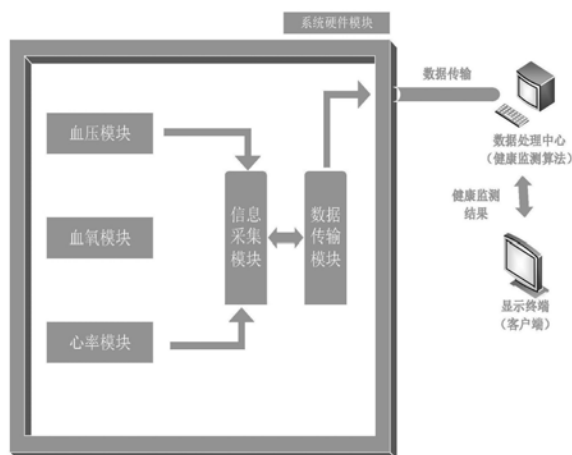 系统硬件模块
数据传输
血压模块
血氧模块
心率模块
信息
采集
模块
数据
传输
模块
数据处理中心
（健康监测算法）
健康监测
结果
显示终端
（客户端）